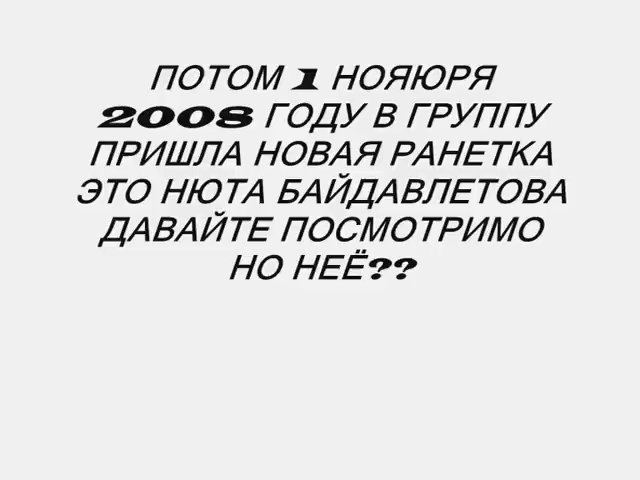 ПОТОМ 1 НОЯЮРЯ
2008 ГОДУ В ГРУППУ
ПРИШЛА НОВАЯ РАНЕТКА
ЭТО НЮТА БАЙДАВЛЕТОВА
ДАВАЙТЕ ПОСМОТРИМО
НО НЕЁ??